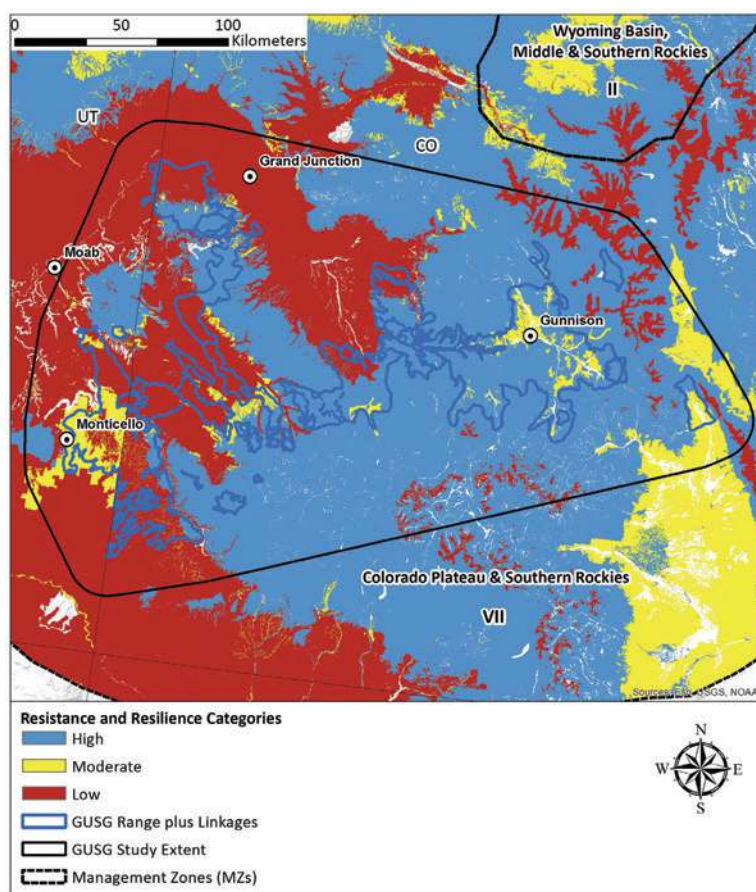 0 50 100
Kilometers
Wyoming Basin,
Middle & Southern Rockies
II
UT
CO
Grand Junction
Moab
Gunnison
Monticello
Colorado Plateau & Southern Rockies
VII
USGS, NOAA
Resistance and Resilience Categories
High
Moderate
Low
GUSG Range plus Linkages
GUSG Study Extent
Management Zones (MZs)
N
W E
S